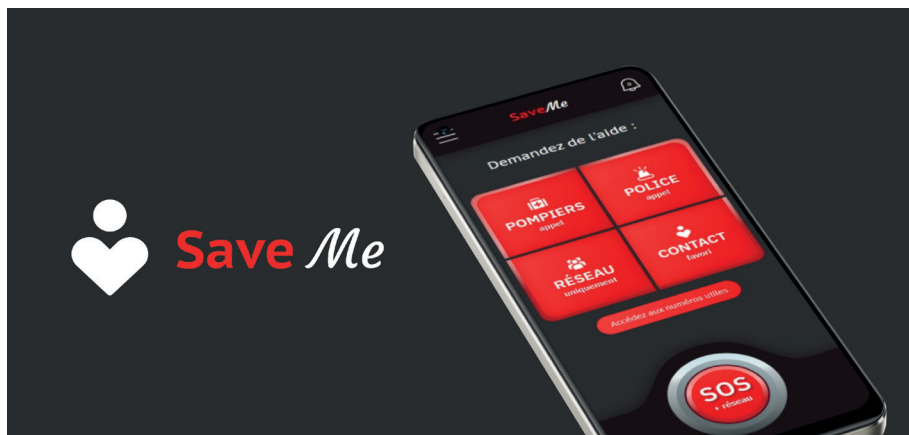 Save Me
SaveMe
Demandez de l'aide :
POMPIERS
appel
POLICE
appel
RÉSEAU
uniquement
CONTACT
favori
Accédez aux numéros utiles
SOS
+ réseau